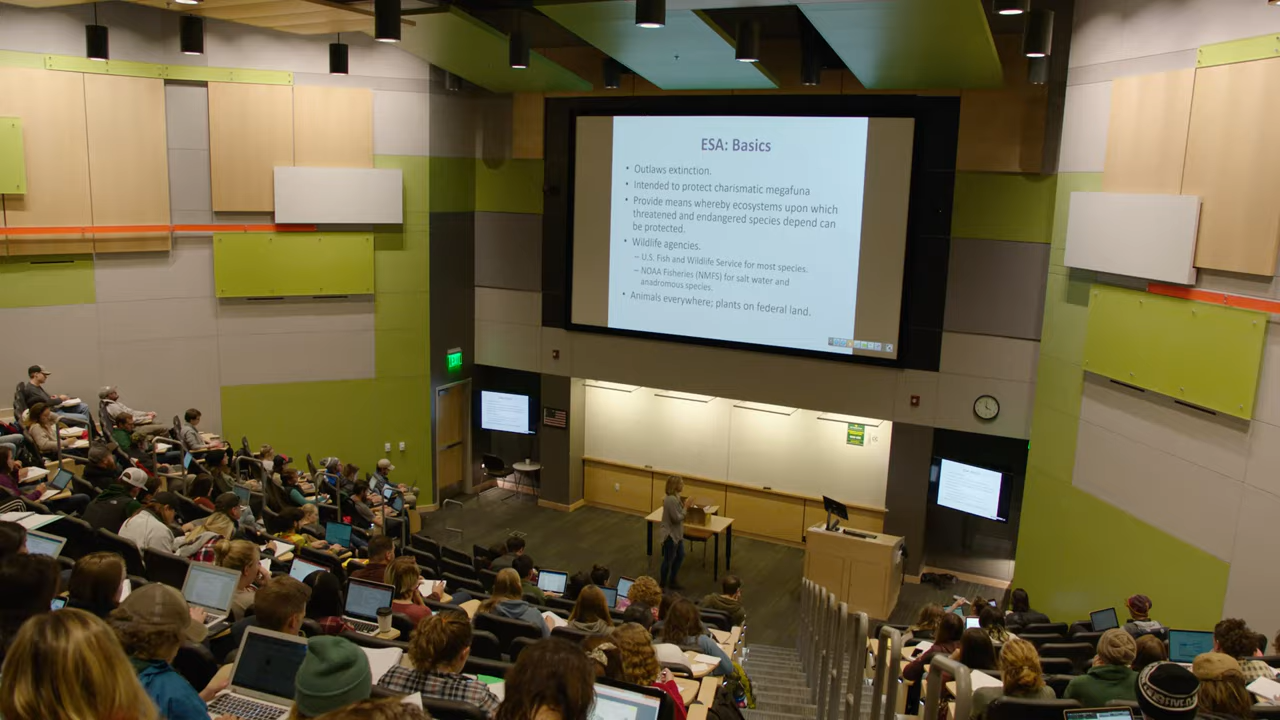 ESA: Basics
• Outlaws extinction.
• Intended to protect charismatic megafuna
• Provide means whereby ecosystems upon which
threatened and endangered species depend can
be protected.
• Wildlife agencies.
– U.S. Fish and Wildlife Service for most species.
– NOAA Fisheries (NMFS) for salt water and
anadromous species.
• Animals everywhere; plants on federal land.
EXIT